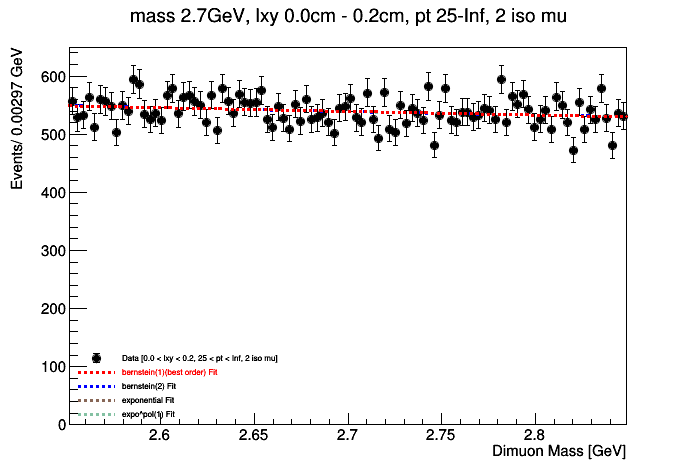 mass 2.7GeV, lxy 0.0cm - 0.2cm, pt 25-Inf, 2 iso mu
Events/ 0.00297 GeV
600
500
400
300
200
100
0
Data [0.0 < lxy < 0.2, 25 < pt < Inf, 2 iso mu]
bernstein(1)(best order) Fit
bernstein(2) Fit
exponential Fit
expo*pol(1) Fit
2.6 2.65 2.7 2.75 2.8
Dimuon Mass [GeV]